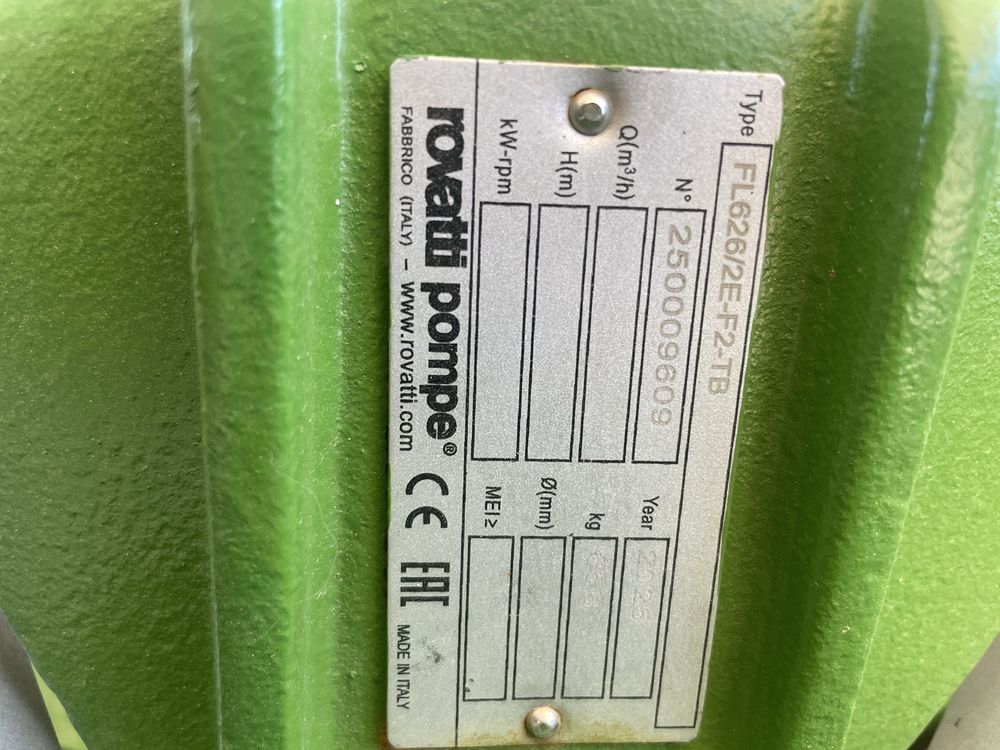 Type FL626/2E-F2-TB
N° 2500009609 Year 2025
Q(m³/h) kg
H(m) Ø(mm)
kW-rpm MEI ≥
rovatti pompe® CE EAC
FABBRICO (ITALY) – www.rovatti.com MADE IN ITALY